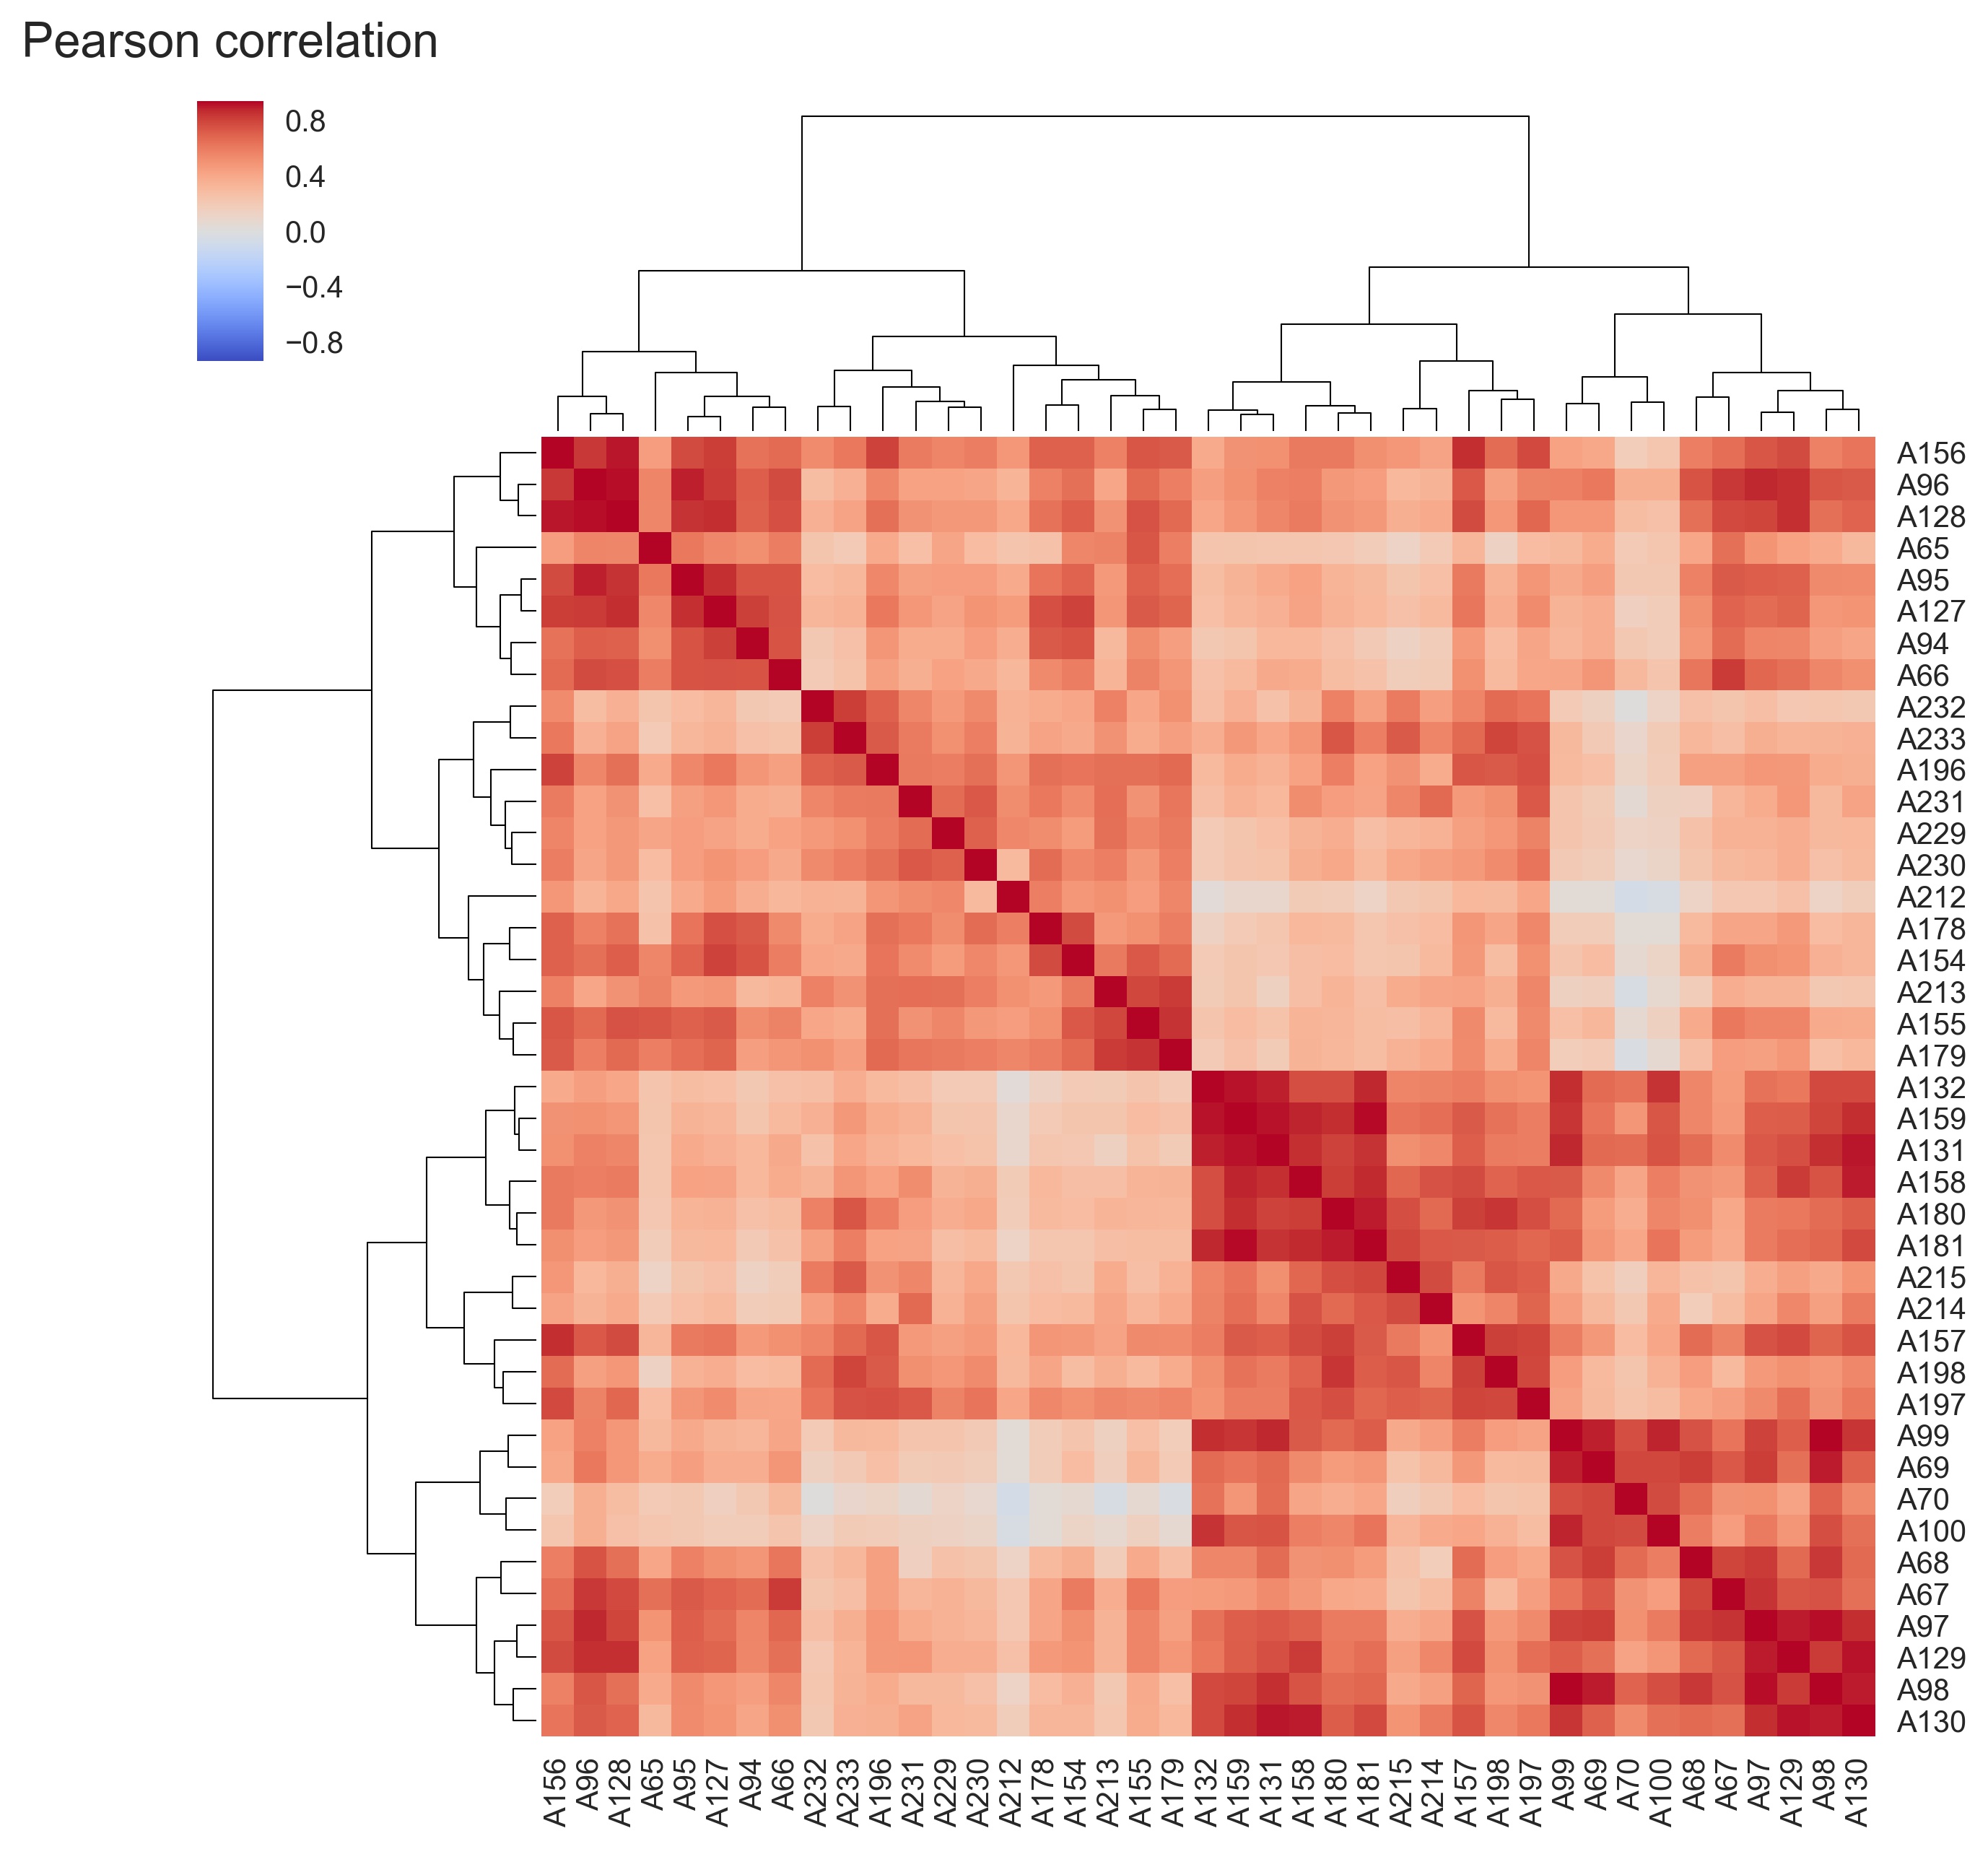 Pearson correlation
0.8
0.4
0.0
−0.4
−0.8
A156
A96
A128
A65
A95
A127
A94
A66
A232
A233
A196
A231
A229
A230
A212
A178
A154
A213
A155
A179
A132
A159
A131
A158
A180
A181
A215
A214
A157
A198
A197
A99
A69
A70
A100
A68
A67
A97
A129
A98
A130
A156
A96
A128
A65
A95
A127
A94
A66
A232
A233
A196
A231
A229
A230
A212
A178
A154
A213
A155
A179
A132
A159
A131
A158
A180
A181
A215
A214
A157
A198
A197
A99
A69
A70
A100
A68
A67
A97
A129
A98
A130